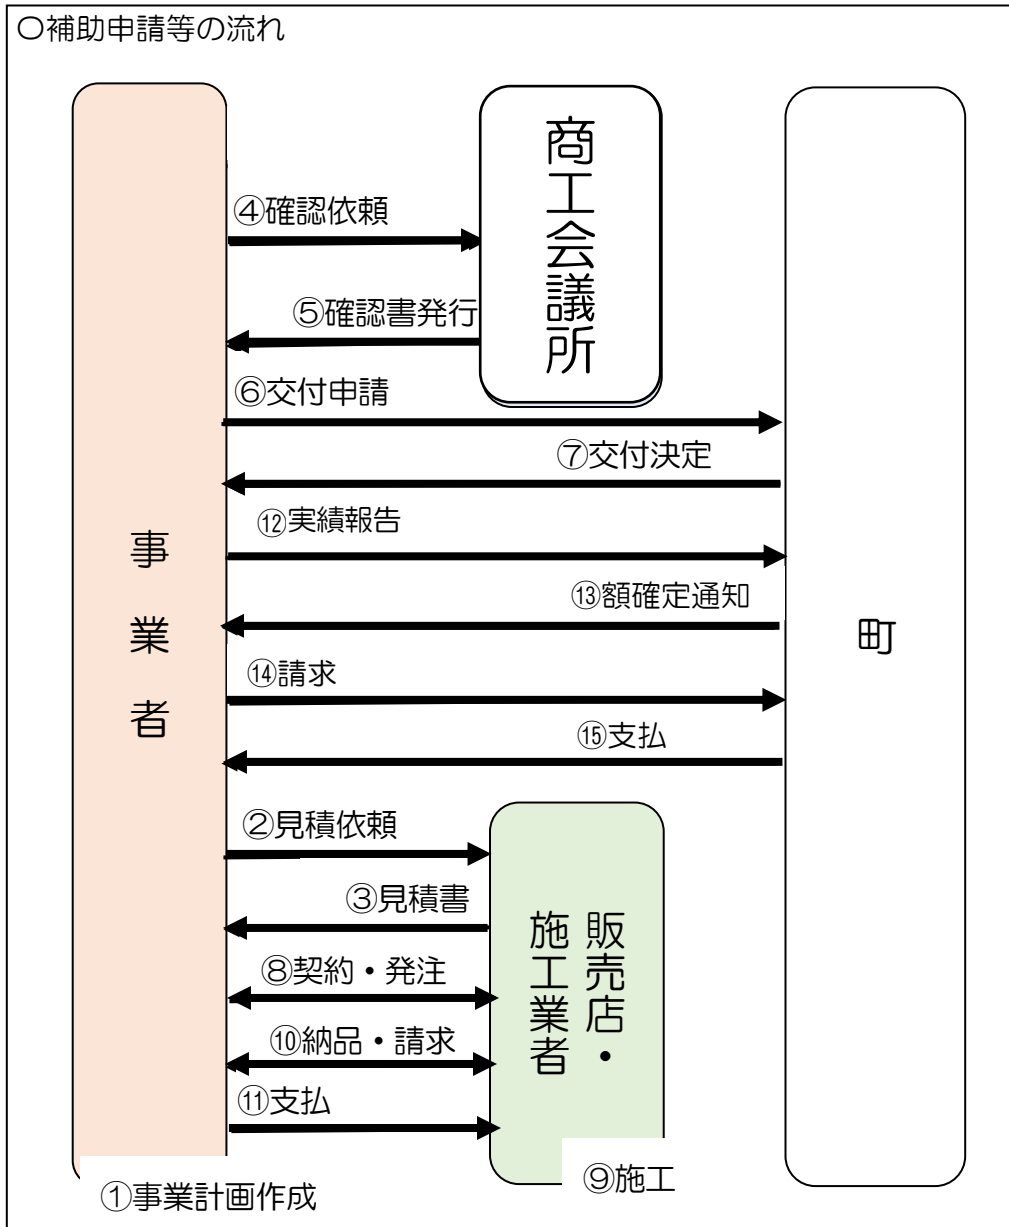 〇補助申請等の流れ
商工会議所
④確認依頼
⑤確認書発行
⑥交付申請
⑦交付決定
⑫実績報告
事業者
⑬額確定通知
町
⑭請求
⑮支払
②見積依頼
③見積書
販売店・
施工業者
⑧契約・発注
⑩納品・請求
⑪支払
①事業計画作成
⑨施工